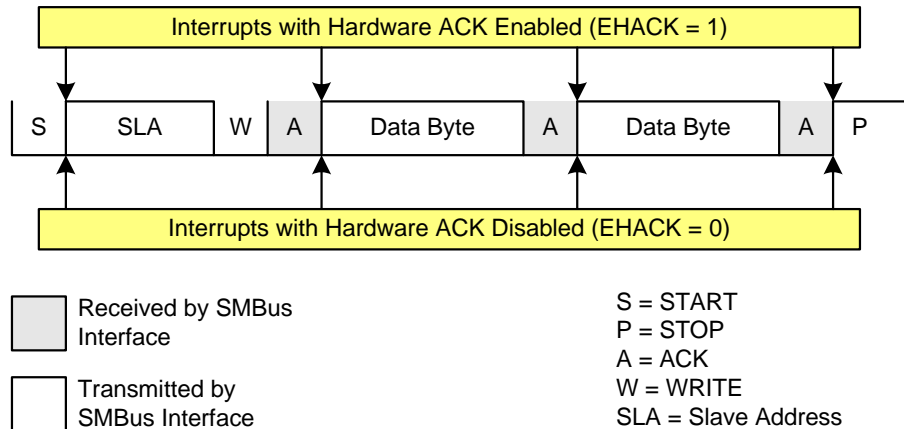 Interrupts with Hardware ACK Enabled (EHACK = 1)
S SLA W A Data Byte A Data Byte A P
Interrupts with Hardware ACK Disabled (EHACK = 0)
Received by SMBus
Interface
Transmitted by
SMBus Interface
S = START
P = STOP
A = ACK
W = WRITE
SLA = Slave Address